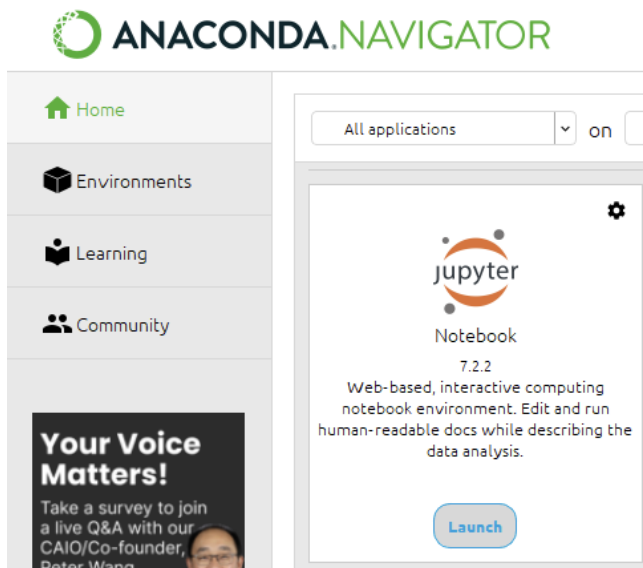 ANACONDA.NAVIGATOR
Home
Environments
Learning
Community
Your Voice
Matters!
Take a survey to join
a live Q&A with our
CAIO/Co-founder,
Peter Wang
All applications
on
jupyter
Notebook
7.2.2
Web-based, interactive computing
notebook environment. Edit and run
human-readable docs while describing the
data analysis.
Launch